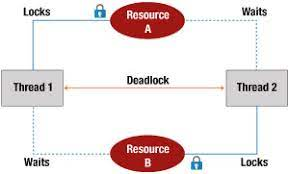 Locks
Resource
A
Waits
Thread 1
Deadlock
Thread 2
Waits
Resource
B
Locks